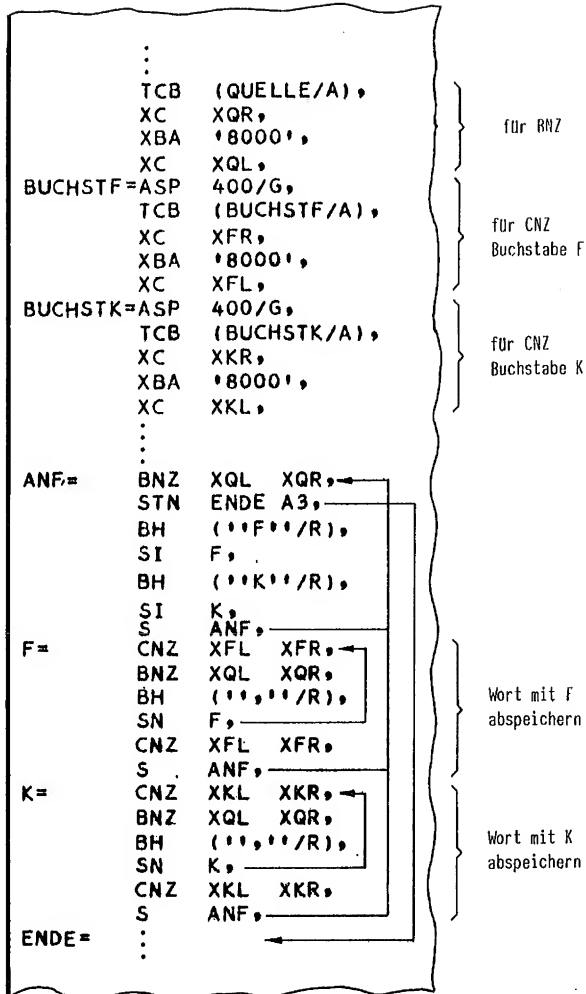 TCB (QUELLE/A),
XC XQR,
XBA '8000',
XC XQL,
für RNZ
BUCHSTF=ASP 400/G,
TCB (BUCHSTF/A),
XC XFR,
XBA '8000',
XC XFL,
für CNZ
Buchstabe F
BUCHSTK=ASP 400/G,
TCB (BUCHSTK/A),
XC XKR,
XBA '8000',
XC XKL,
für CNZ
Buchstabe K
ANF= BNZ XQL XQR,
STN ENDE A3,
BH (''F''/R),
SI F,
BH (''K''/R),
SI K,
S ANF,
F= CNZ XFL XFR,
BNZ XQL XQR,
BH ('',''/R),
SN F,
CNZ XFL XFR,
S ANF,
Wort mit F
abspeichern
K= CNZ XKL XKR,
BNZ XQL XQR,
BH ('',''/R),
SN K,
CNZ XKL XKR,
S ANF,
Wort mit K
abspeichern
ENDE=